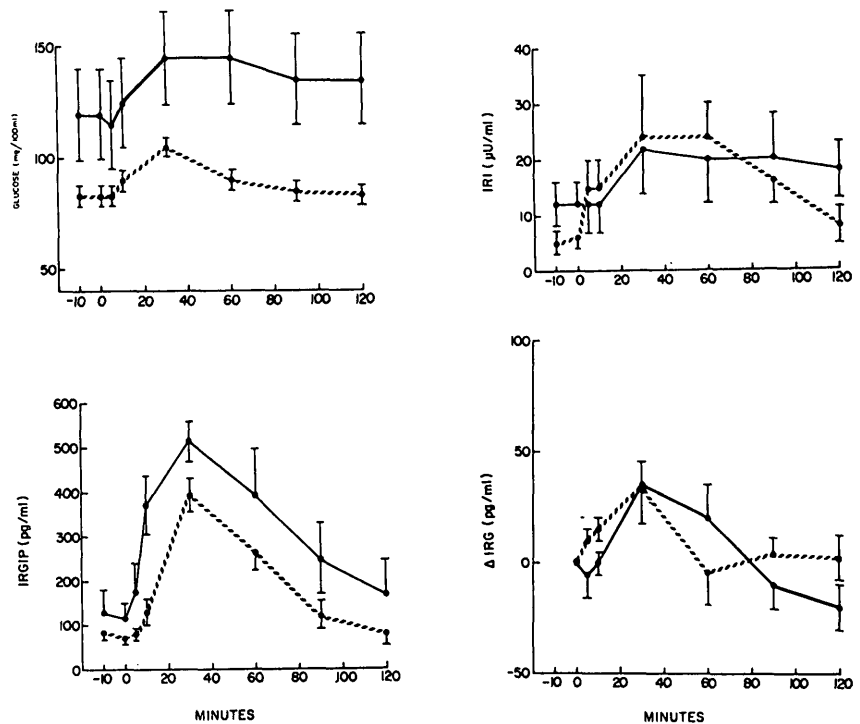 GLUCOSE (mg/100ml)
150
100
50
-10 0 20 40 60 80 100 120
IRI (µU/ml)
40
30
20
10
0
-10 0 20 40 60 80 100 120
IRGIP (pg/ml)
600
500
400
300
200
100
0
-10 0 20 40 60 80 100 120
MINUTES
Δ IRG (pg/ml)
100
50
0
-50
-10 0 20 40 60 80 100 120
MINUTES